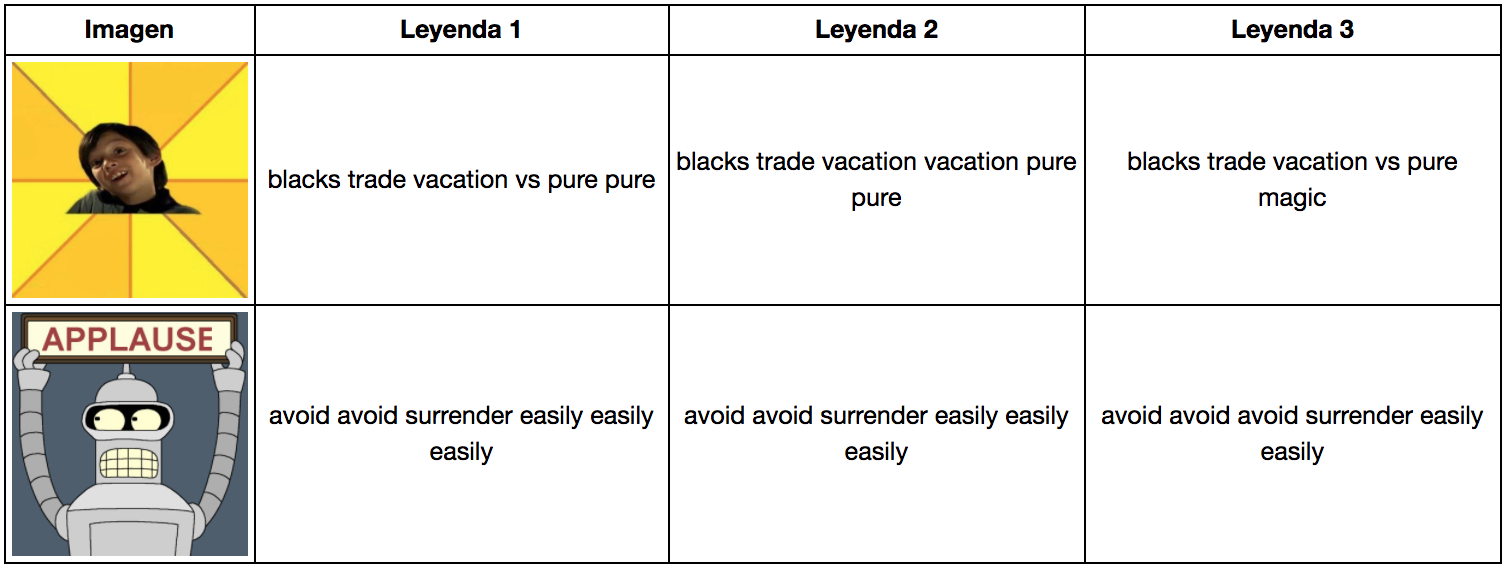 Imagen Leyenda 1 Leyenda 2 Leyenda 3
blacks trade vacation vs pure pure
blacks trade vacation vacation pure
pure
blacks trade vacation vs pure
magic
APPLAUSE
avoid avoid surrender easily easily
easily
avoid avoid surrender easily easily
easily
avoid avoid avoid surrender easily
easily